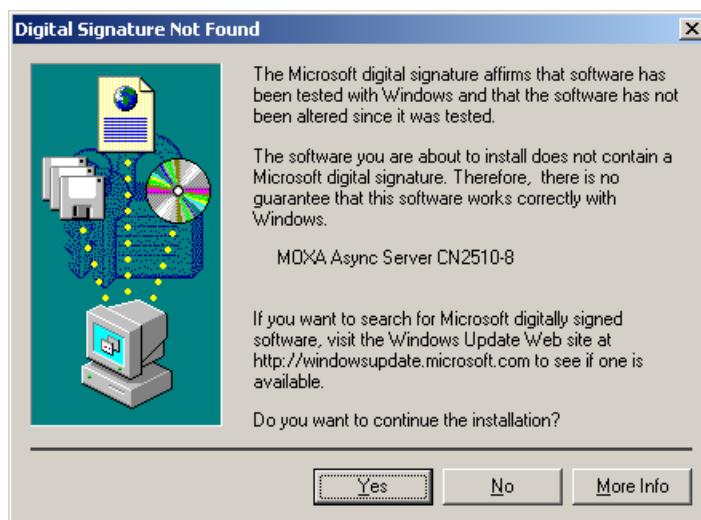 Digital Signature Not Found
The Microsoft digital signature affirms that software has
been tested with Windows and that the software has not
been altered since it was tested.
The software you are about to install does not contain a
Microsoft digital signature. Therefore, there is no
guarantee that this software works correctly with
Windows.
MOXA Async Server CN2510-8
If you want to search for Microsoft digitally signed
software, visit the Windows Update Web site at
http://windowsupdate.microsoft.com to see if one is
available.
Do you want to continue the installation?
Yes
No
More Info